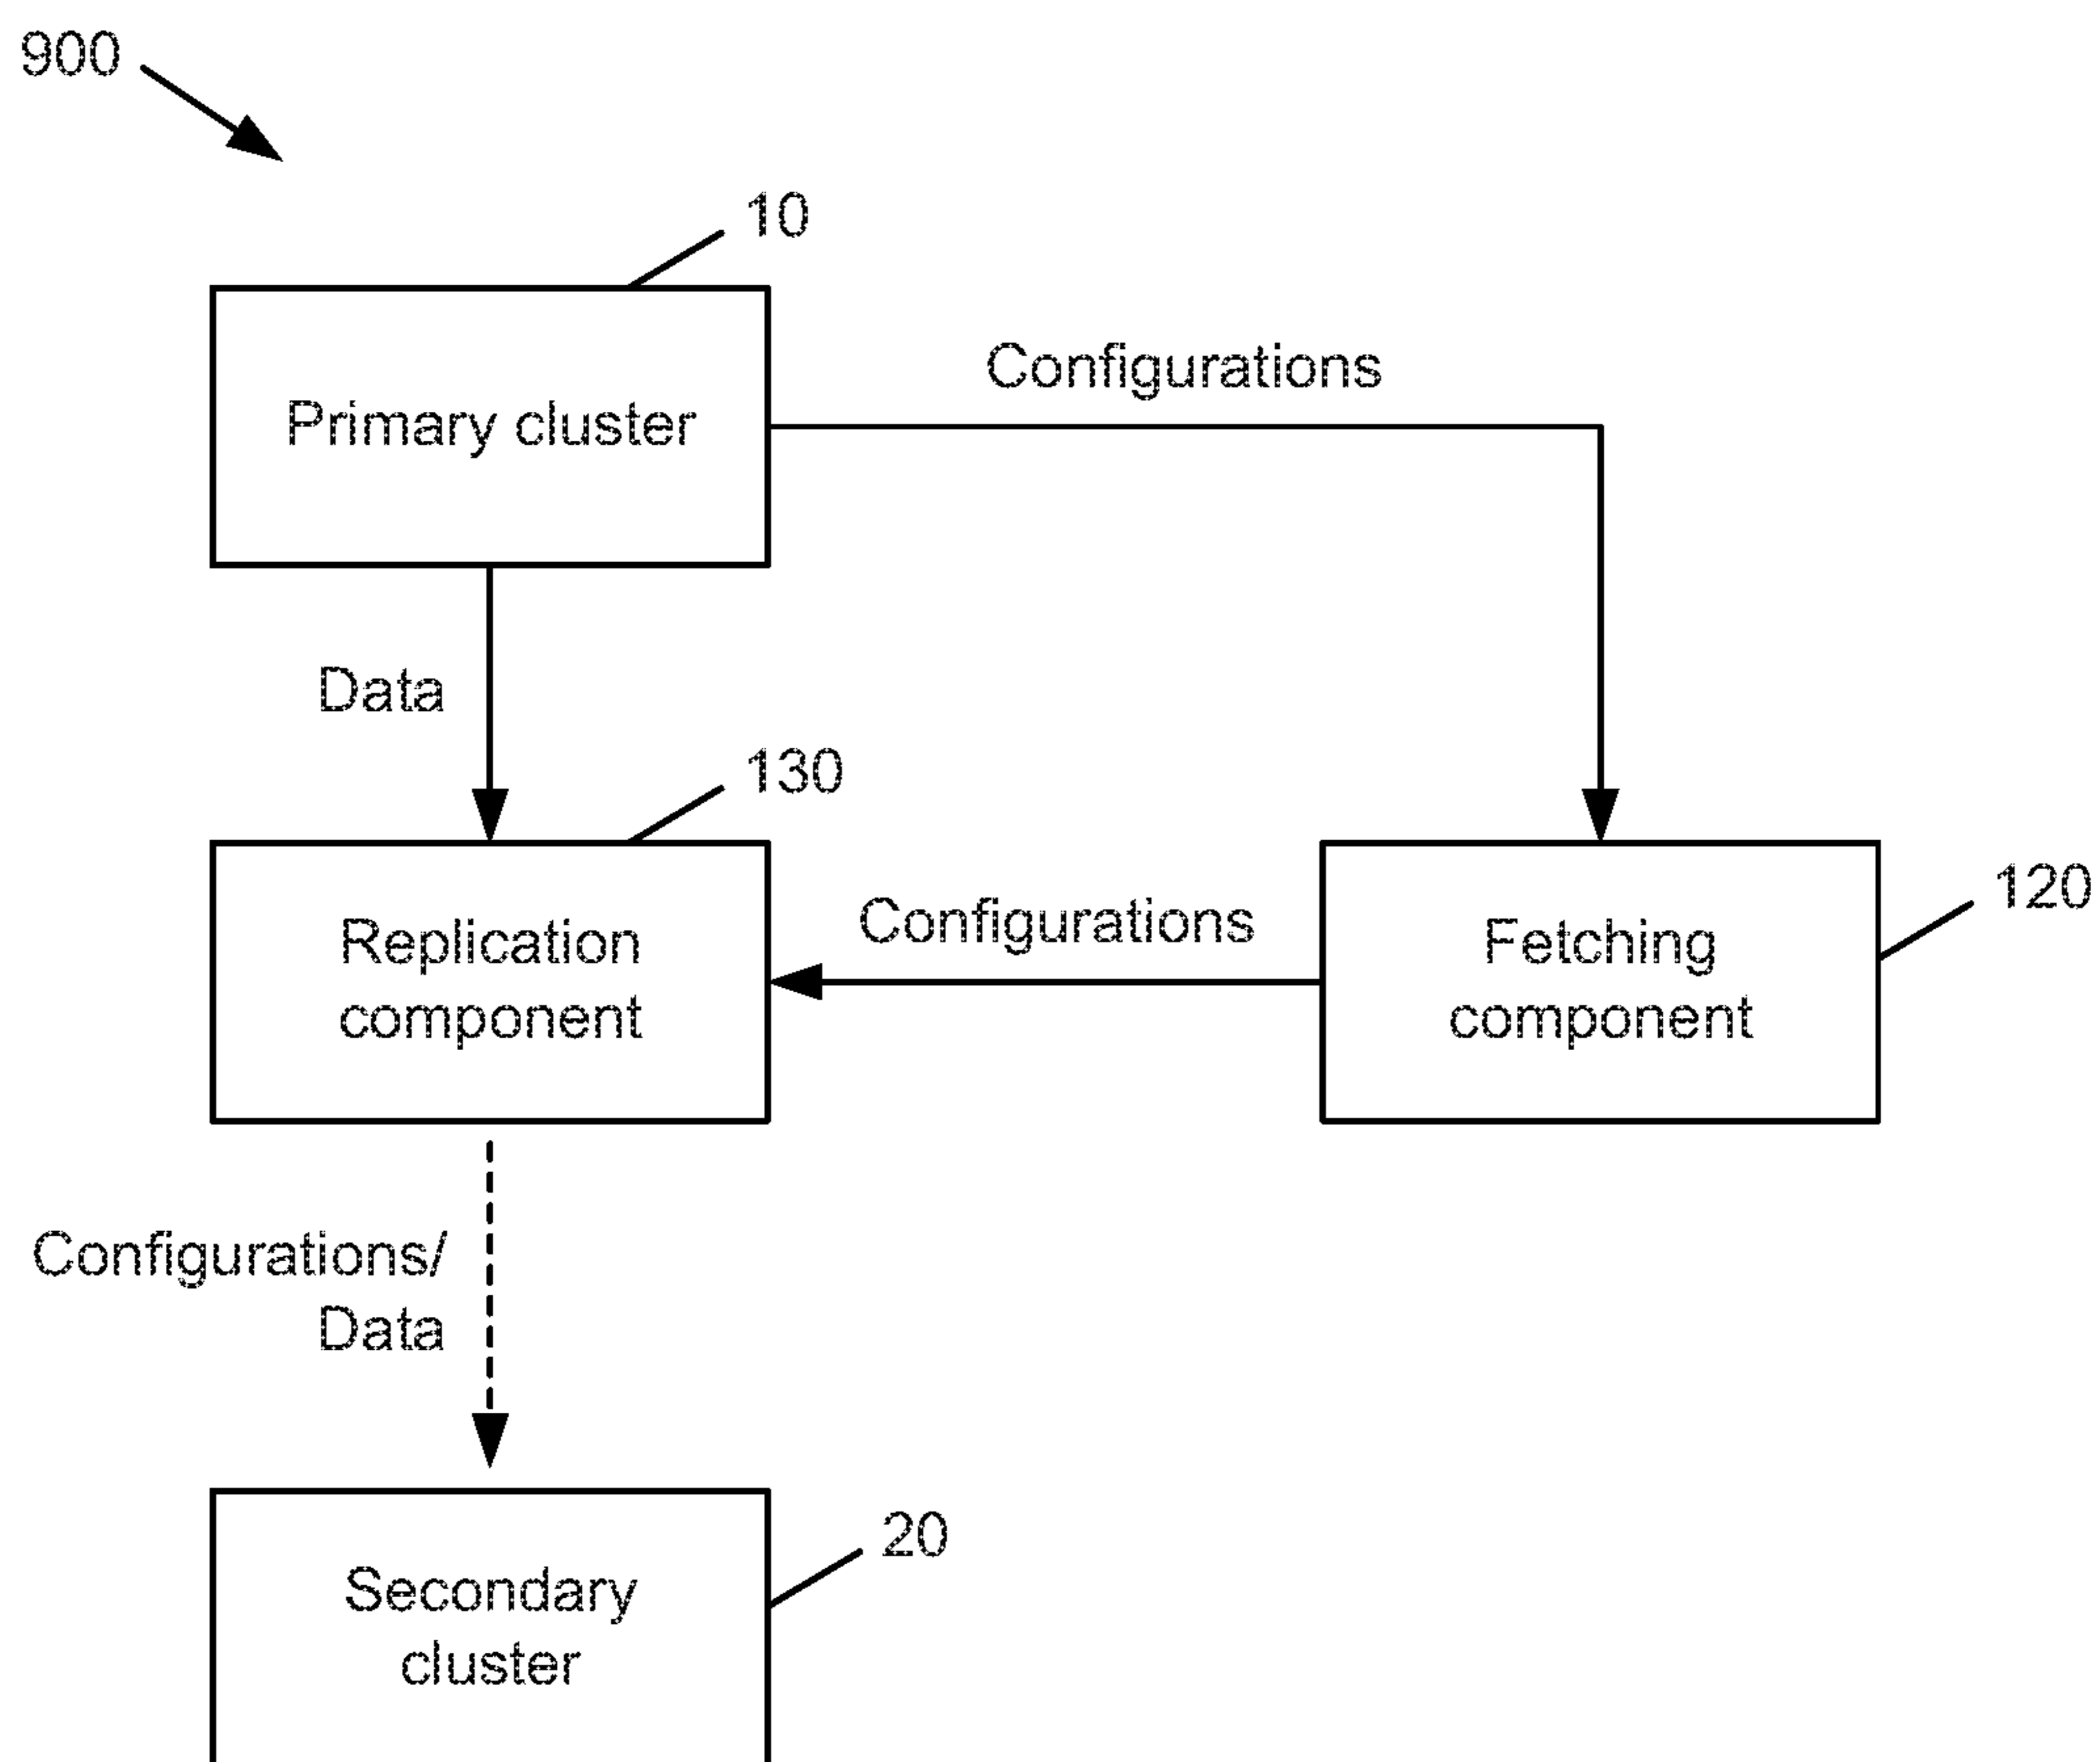 900
10
Primary cluster
Configurations
Data
130
Replication
component
Configurations
Fetching
component
120
Configurations/
Data
20
Secondary
cluster